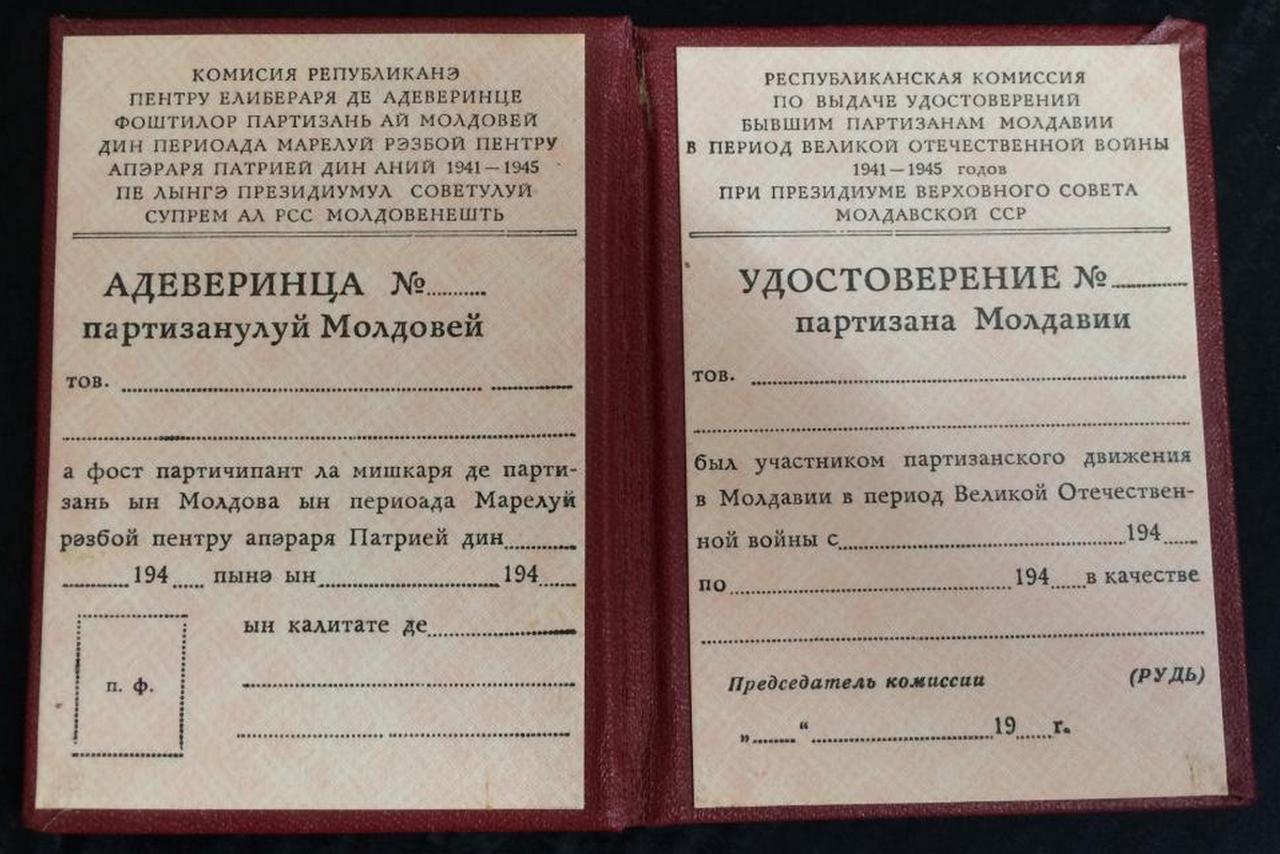 КОМИСИЯ РЕПУБЛИКАНЭ
ПЕНТРУ ЕЛИБЕРАРЯ ДЕ АДЕВЕРИНЦЕ
ФОШТИЛОР ПАРТИЗАНЬ АЙ МОЛДОВЕЙ
ДИН ПЕРИОАДА МАРЕЛУЙ РЭЗБОЙ ПЕНТРУ
АПЭРАРЯ ПАТРИЕЙ ДИН АНИЙ 1941—1945
ПЕ ЛЫНГЭ ПРЕЗИДИУМУЛ СОВЕТУЛУЙ
СУПРЕМ АЛ РСС МОЛДОВЕНЕШТЬ
АДЕВЕРИНЦА №..........
партизанулуй Молдовей
тов. ..........
а фост партичипант ла мишкаря де парти-
зань ын Молдова ын периоада Марелуй
рэзбой пентру апэраря Патрией дин..........
..........194..... пынэ ын..........194.....
ын калитате де..........
п. ф.
РЕСПУБЛИКАНСКАЯ КОМИССИЯ
ПО ВЫДАЧЕ УДОСТОВЕРЕНИЙ
БЫВШИМ ПАРТИЗАНАМ МОЛДАВИИ
В ПЕРИОД ВЕЛИКОЙ ОТЕЧЕСТВЕННОЙ ВОЙНЫ
1941—1945 годов
ПРИ ПРЕЗИДИУМЕ ВЕРХОВНОГО СОВЕТА
МОЛДАВСКОЙ ССР
УДОСТОВЕРЕНИЕ №..........
партизана Молдавии
тов. ..........
был участником партизанского движения
в Молдавии в период Великой Отечествен-
ной войны с..........194.....
по..........194.....в качестве
Председатель комиссии (РУДЬ)
„.....“..........19.....г.